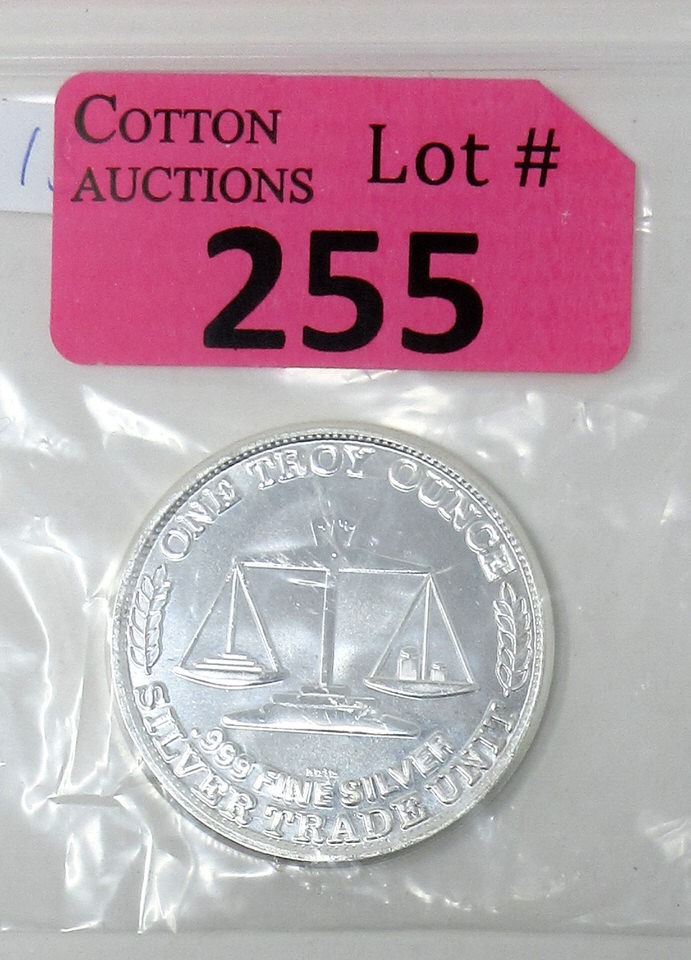 COTTON
AUCTIONS
Lot #
255
ONE TROY OUNCE
.999 FINE SILVER
SILVER TRADE UNIT